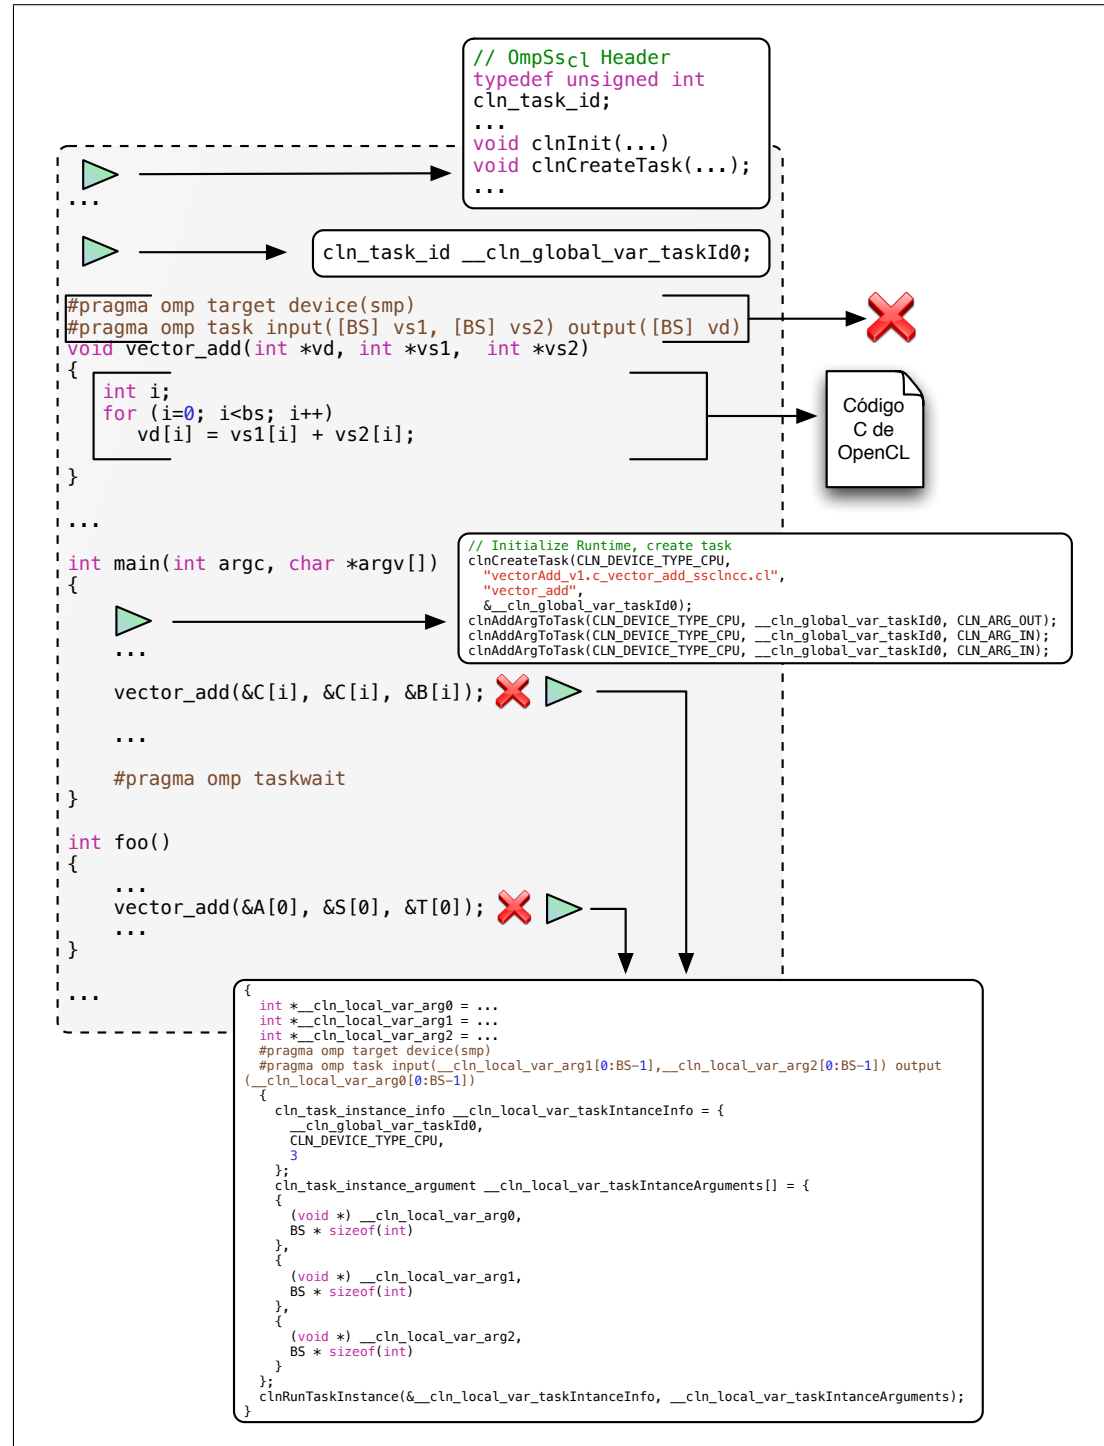 // OmpSscl Header
typedef unsigned int
cln_task_id;
...
void clnInit(...)
void clnCreateTask(...);
...
...
cln_task_id __cln_global_var_taskId0;
#pragma omp target device(smp)
#pragma omp task input([BS] vs1, [BS] vs2) output([BS] vd)
void vector_add(int *vd, int *vs1,  int *vs2)
{
int i;
for (i=0; i<bs; i++)
vd[i] = vs1[i] + vs2[i];
Código
C de
OpenCL
}
...
int main(int argc, char *argv[])
{
// Initialize Runtime, create task
clnCreateTask(CLN_DEVICE_TYPE_CPU,
"vectorAdd_v1.c_vector_add_ssclncc.cl",
"vector_add",
&__cln_global_var_taskId0);
clnAddArgToTask(CLN_DEVICE_TYPE_CPU, __cln_global_var_taskId0, CLN_ARG_OUT);
clnAddArgToTask(CLN_DEVICE_TYPE_CPU, __cln_global_var_taskId0, CLN_ARG_IN);
clnAddArgToTask(CLN_DEVICE_TYPE_CPU, __cln_global_var_taskId0, CLN_ARG_IN);
...
vector_add(&C[i], &C[i], &B[i]);
...
#pragma omp taskwait
}
int foo()
{
...
vector_add(&A[0], &S[0], &T[0]);
...
}
...
{
int *__cln_local_var_arg0 = ...
int *__cln_local_var_arg1 = ...
int *__cln_local_var_arg2 = ...
#pragma omp target device(smp)
#pragma omp task input(__cln_local_var_arg1[0:BS-1],__cln_local_var_arg2[0:BS-1]) output
(__cln_local_var_arg0[0:BS-1])
{
cln_task_instance_info __cln_local_var_taskIntanceInfo = {
__cln_global_var_taskId0,
CLN_DEVICE_TYPE_CPU,
3
};
cln_task_instance_argument __cln_local_var_taskIntanceArguments[] = {
{
(void *) __cln_local_var_arg0,
BS * sizeof(int)
},
{
(void *) __cln_local_var_arg1,
BS * sizeof(int)
},
{
(void *) __cln_local_var_arg2,
BS * sizeof(int)
}
};
clnRunTaskInstance(&__cln_local_var_taskIntanceInfo, __cln_local_var_taskIntanceArguments);
}